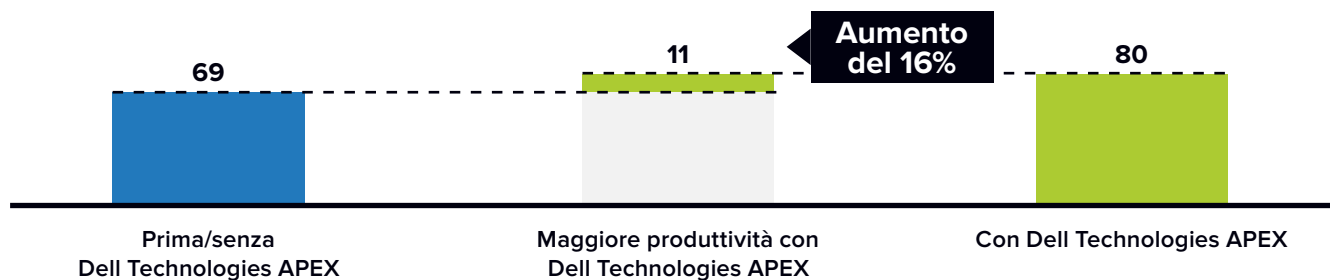 69
11
Aumento
del 16%
80
Prima/senza
Dell Technologies APEX
Maggiore produttività con
Dell Technologies APEX
Con Dell Technologies APEX